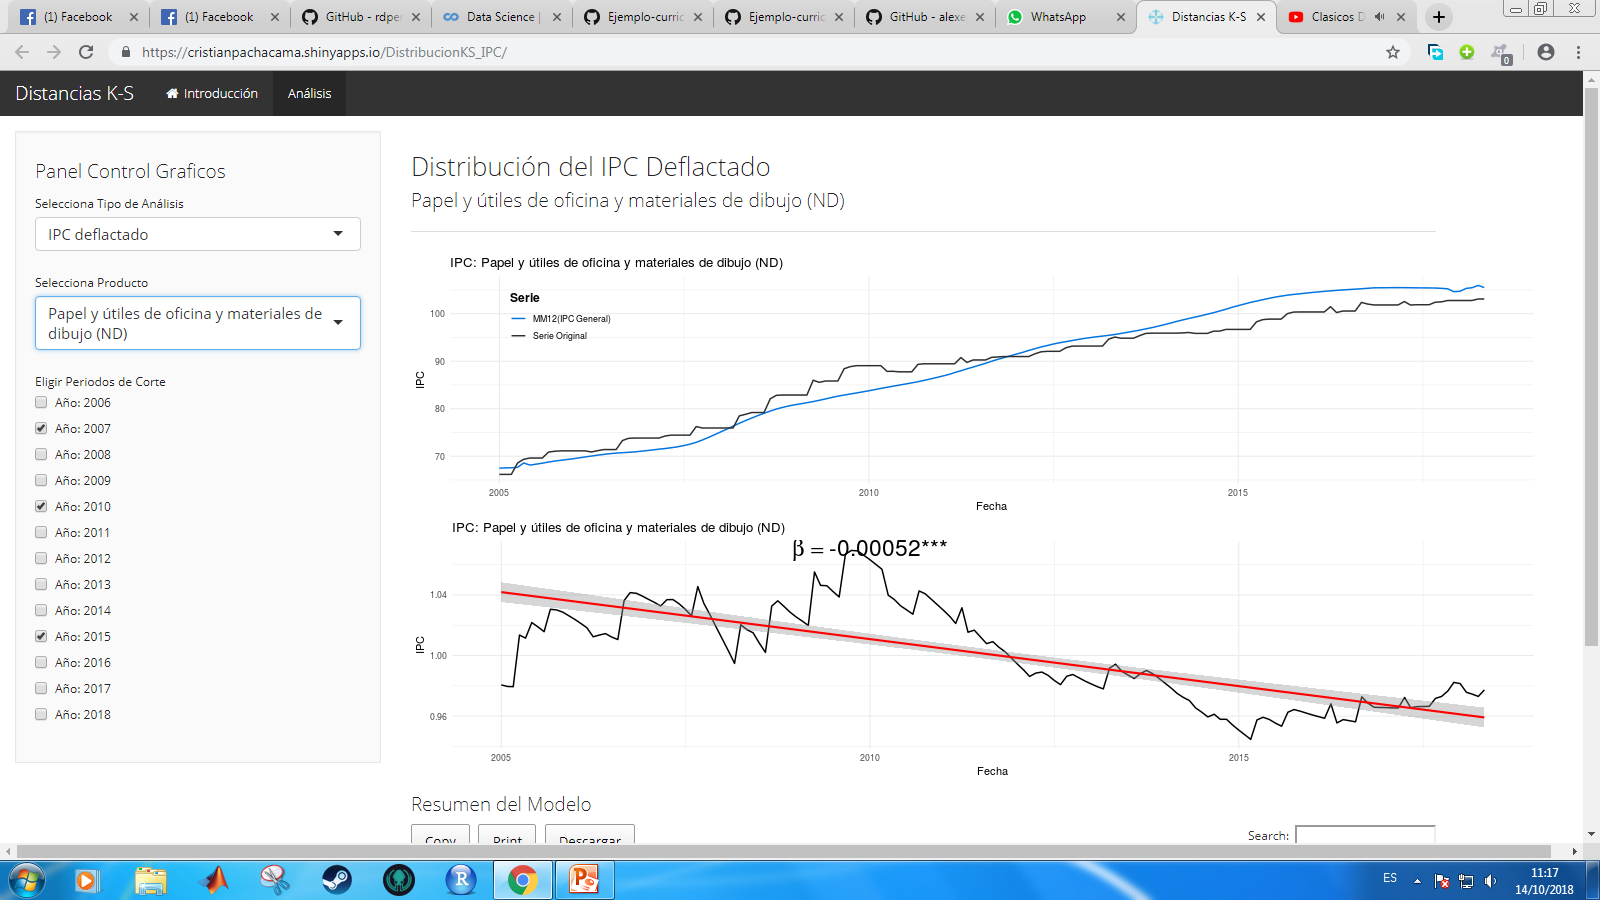 (1) Facebook
(1) Facebook
GitHub - rdpe
Data Science |
Ejemplo-curric
Ejemplo-curric
GitHub - alexe
WhatsApp
Distancias K-S
Clasicos D
https://cristianpachacama.shinyapps.io/DistribucionKS_IPC/
0
Distancias K-S
Introducción
Análisis
Panel Control Graficos
Selecciona Tipo de Análisis
IPC deflactado
Selecciona Producto
Papel y útiles de oficina y materiales de
dibujo (ND)
Eligir Periodos de Corte
Año: 2006
Año: 2007
Año: 2008
Año: 2009
Año: 2010
Año: 2011
Año: 2012
Año: 2013
Año: 2014
Año: 2015
Año: 2016
Año: 2017
Año: 2018
Distribución del IPC Deflactado
Papel y útiles de oficina y materiales de dibujo (ND)
IPC: Papel y útiles de oficina y materiales de dibujo (ND)
Serie
MM12(IPC General)
Serie Original
IPC
100
90
80
70
2005
2010
2015
Fecha
IPC: Papel y útiles de oficina y materiales de dibujo (ND)
β = -0.00052***
IPC
1.04
1.00
0.96
2005
2010
2015
Fecha
Resumen del Modelo
Copy
Print
Descargar
Search:
ES
11:17
14/10/2018